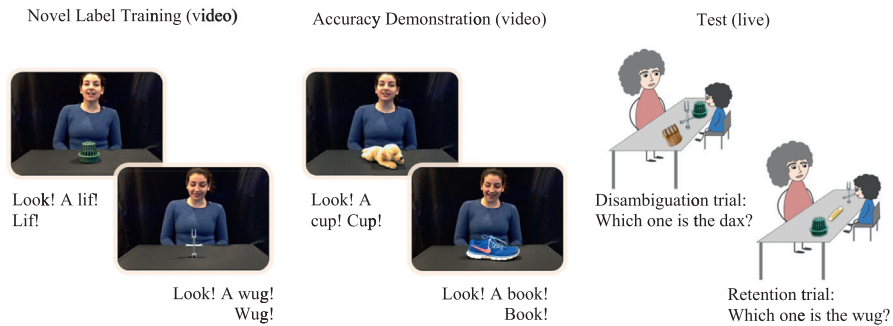 Novel Label Training (video)
Accuracy Demonstration (video)
Test (live)
Look! A lif!
Lif!
Look! A wug!
Wug!
Look! A
cup! Cup!
Look! A book!
Book!
Disambiguation trial:
Which one is the dax?
Retention trial:
Which one is the wug?